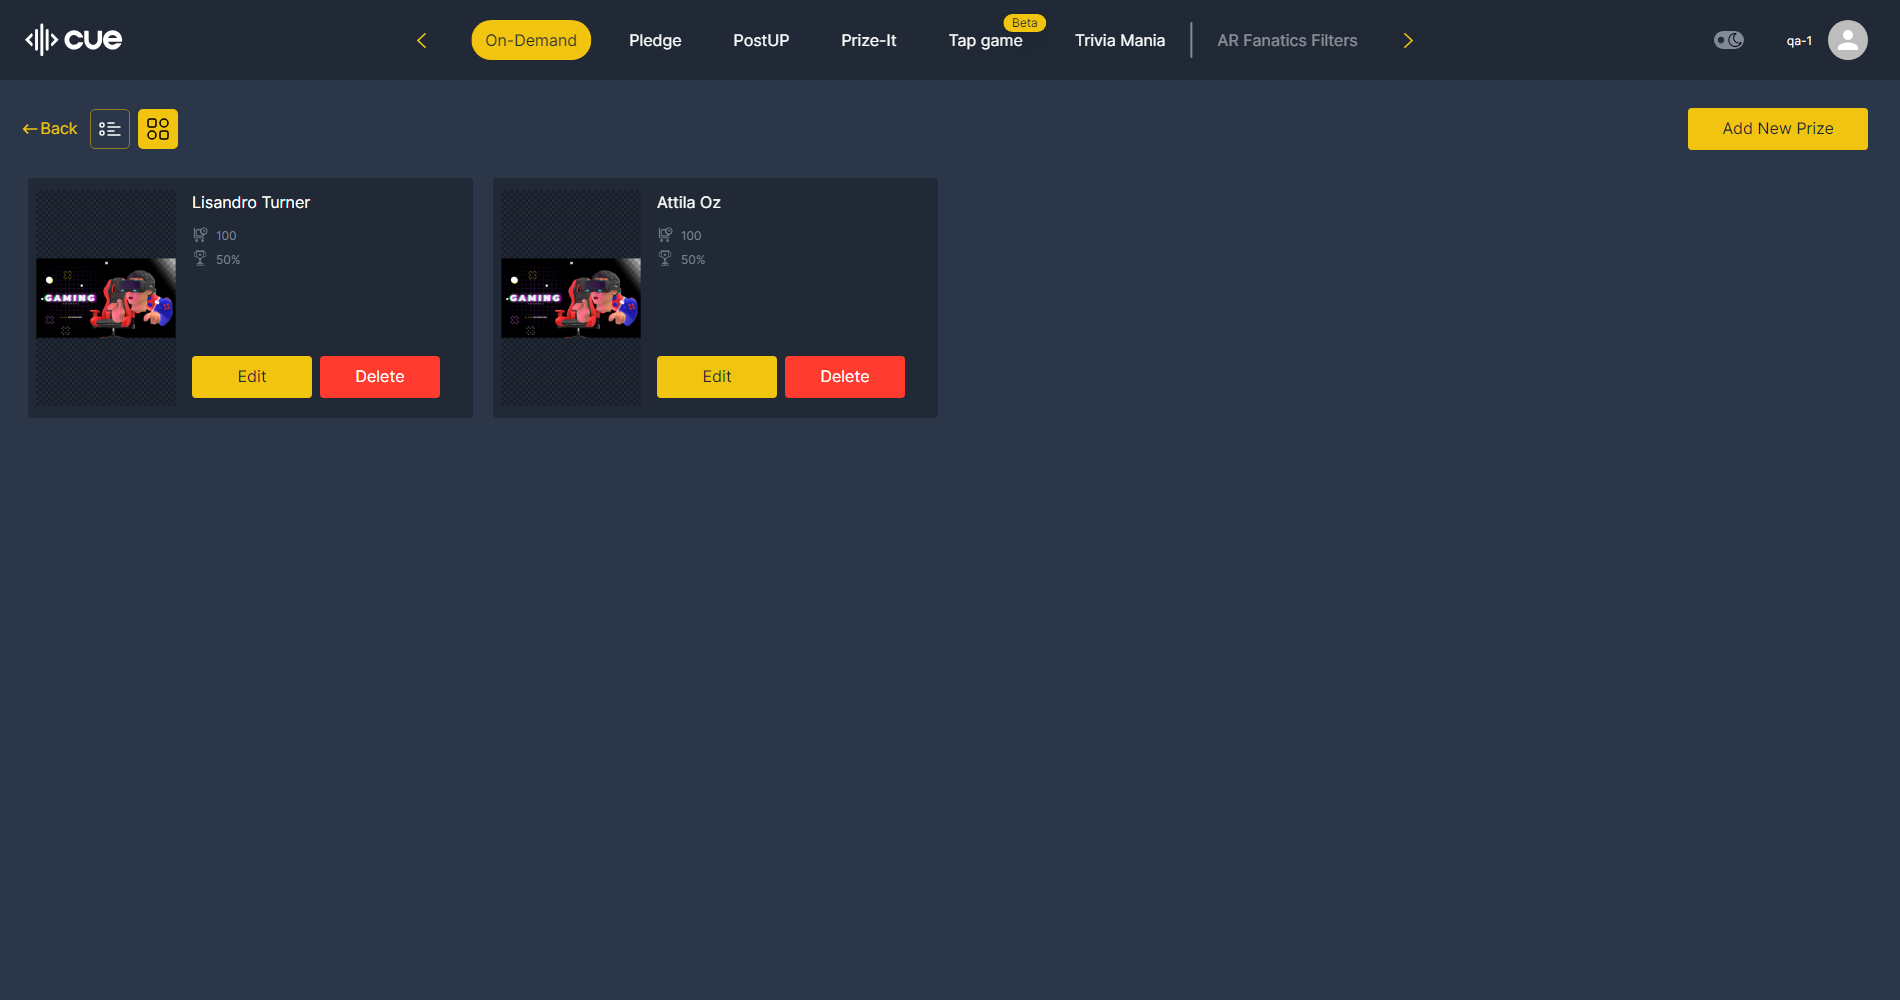 cue
On-Demand
Pledge
PostUP
Prize-It
Tap game
Beta
Trivia Mania
AR Fanatics Filters
qa-1
Back
Add New Prize
Lisandro Turner
100
50%
GAMING
Edit
Delete
Attila Oz
100
50%
GAMING
Edit
Delete